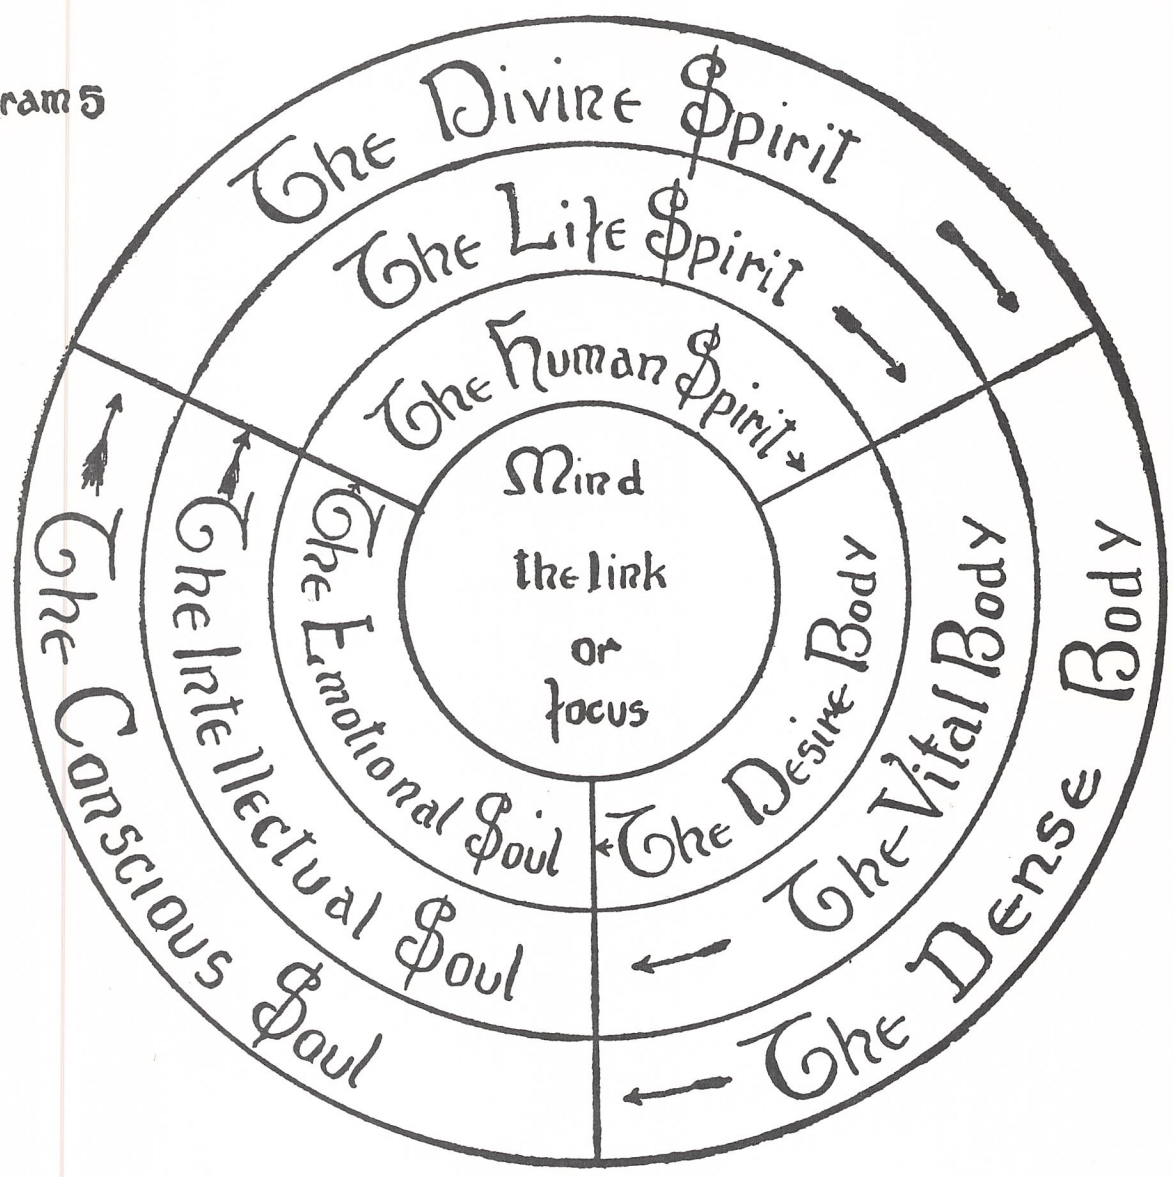 ram 5
The Divine Spirit
The Life Spirit
The Human Spirit
Mind
the link
or
focus
The Desire Body
The Vital Body
The Dense Body
The Emotional Soul
The Intellectual Soul
The Conscious Soul